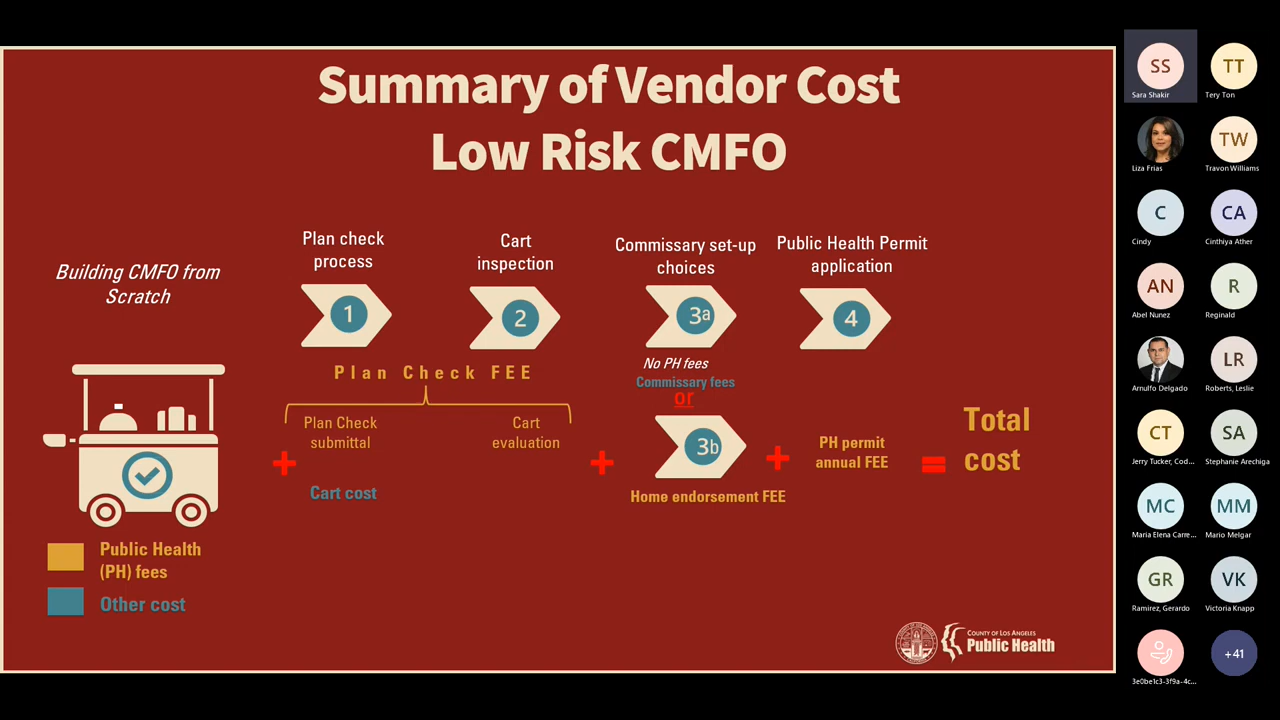 Summary of Vendor Cost
Low Risk CMFO
Building CMFO from
Scratch
Plan check
process
Cart
inspection
Commissary set-up
choices
Public Health Permit
application
1
2
3a
4
Plan Check FEE
No PH fees
Commissary fees
or
Plan Check
submittal
Cart
evaluation
3b
PH permit
annual FEE
Total
cost
+
+
+
=
Cart cost
Home endorsement FEE
Public Health
(PH) fees
Other cost
COUNTY OF LOS ANGELES
Public Health
SS
Sara Shakir
TT
Tery Ton
Liza Frias
TW
Travon Williams
C
Cindy
CA
Cinthiya Ather
AN
Abel Nunez
R
Reginald
Arnulfo Delgado
LR
Roberts, Leslie
CT
Jerry Tucker, Cod...
SA
Stephanie Arechiga
MC
Maria Elena Carre...
MM
Mario Melgar
GR
Ramirez, Gerardo
VK
Victoria Knapp
3e0be1c3-3f9a-4c...
+41